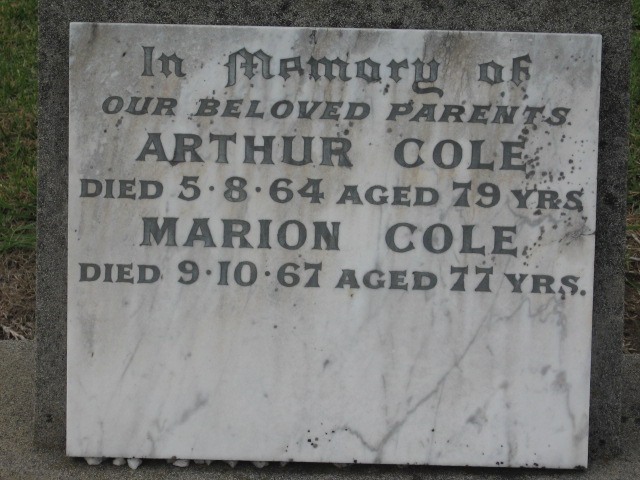 In Memory of
OUR BELOVED PARENTS
ARTHUR COLE
DIED 5·8·64 AGED 79 YRS
MARION COLE
DIED 9·10·67 AGED 77 YRS.